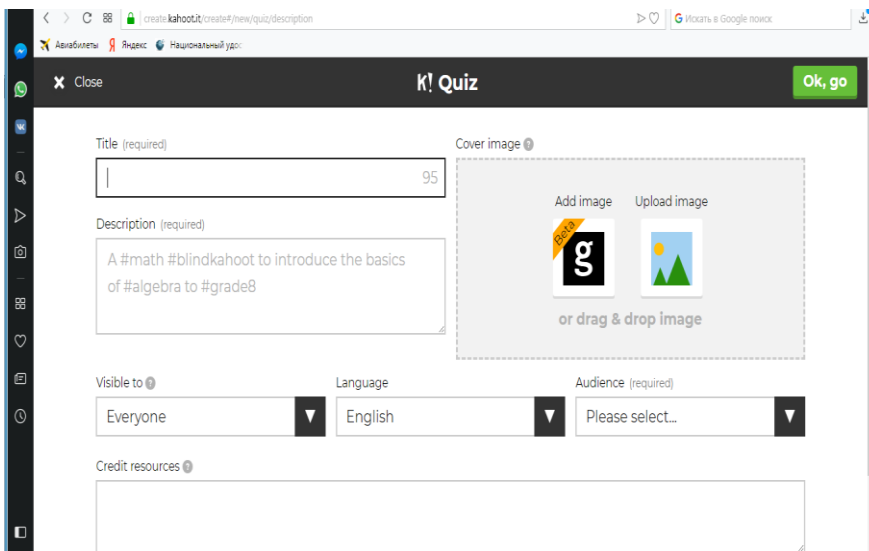 create.kahoot.it/create#/new/quiz/description
Искать в Google поиск
Авиабилеты Яндекс Национальный удос
Close
K! Quiz
Ok, go
Title (required)
95
Cover image
Description (required)
A #math #blindkahoot to introduce the basics
of #algebra to #grade8
Add image Upload image
Beta
g
or drag & drop image
Visible to
Everyone
Language
English
Audience (required)
Please select...
Credit resources